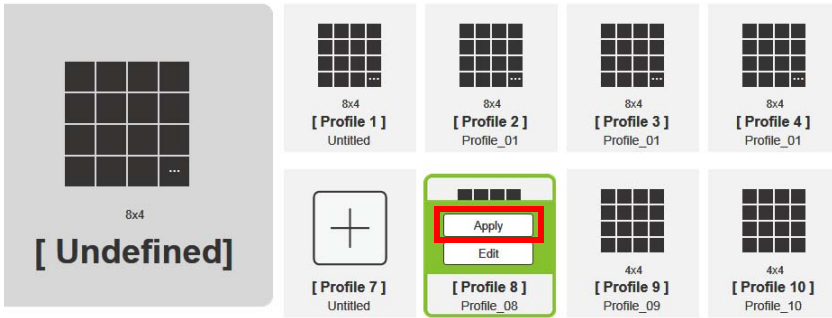 8x4
[ Undefined]
8x4
[ Profile 1 ]
Untitled
8x4
[ Profile 2 ]
Profile_01
8x4
[ Profile 3 ]
Profile_01
8x4
[ Profile 4 ]
Profile_01
[ Profile 7 ]
Untitled
Apply
Edit
[ Profile 8 ]
Profile_08
4x4
[ Profile 9 ]
Profile_09
4x4
[ Profile 10 ]
Profile_10